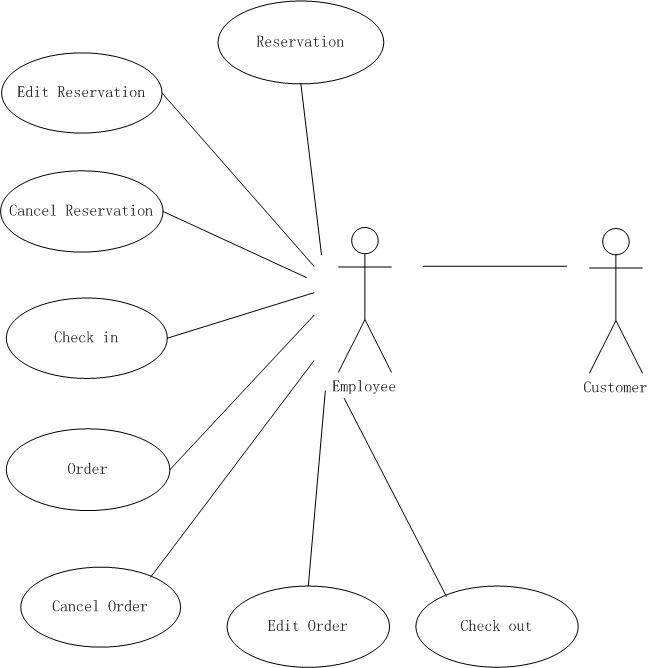 Reservation
Edit Reservation
Cancel Reservation
Check in
Employee
Customer
Order
Cancel Order
Edit Order
Check out